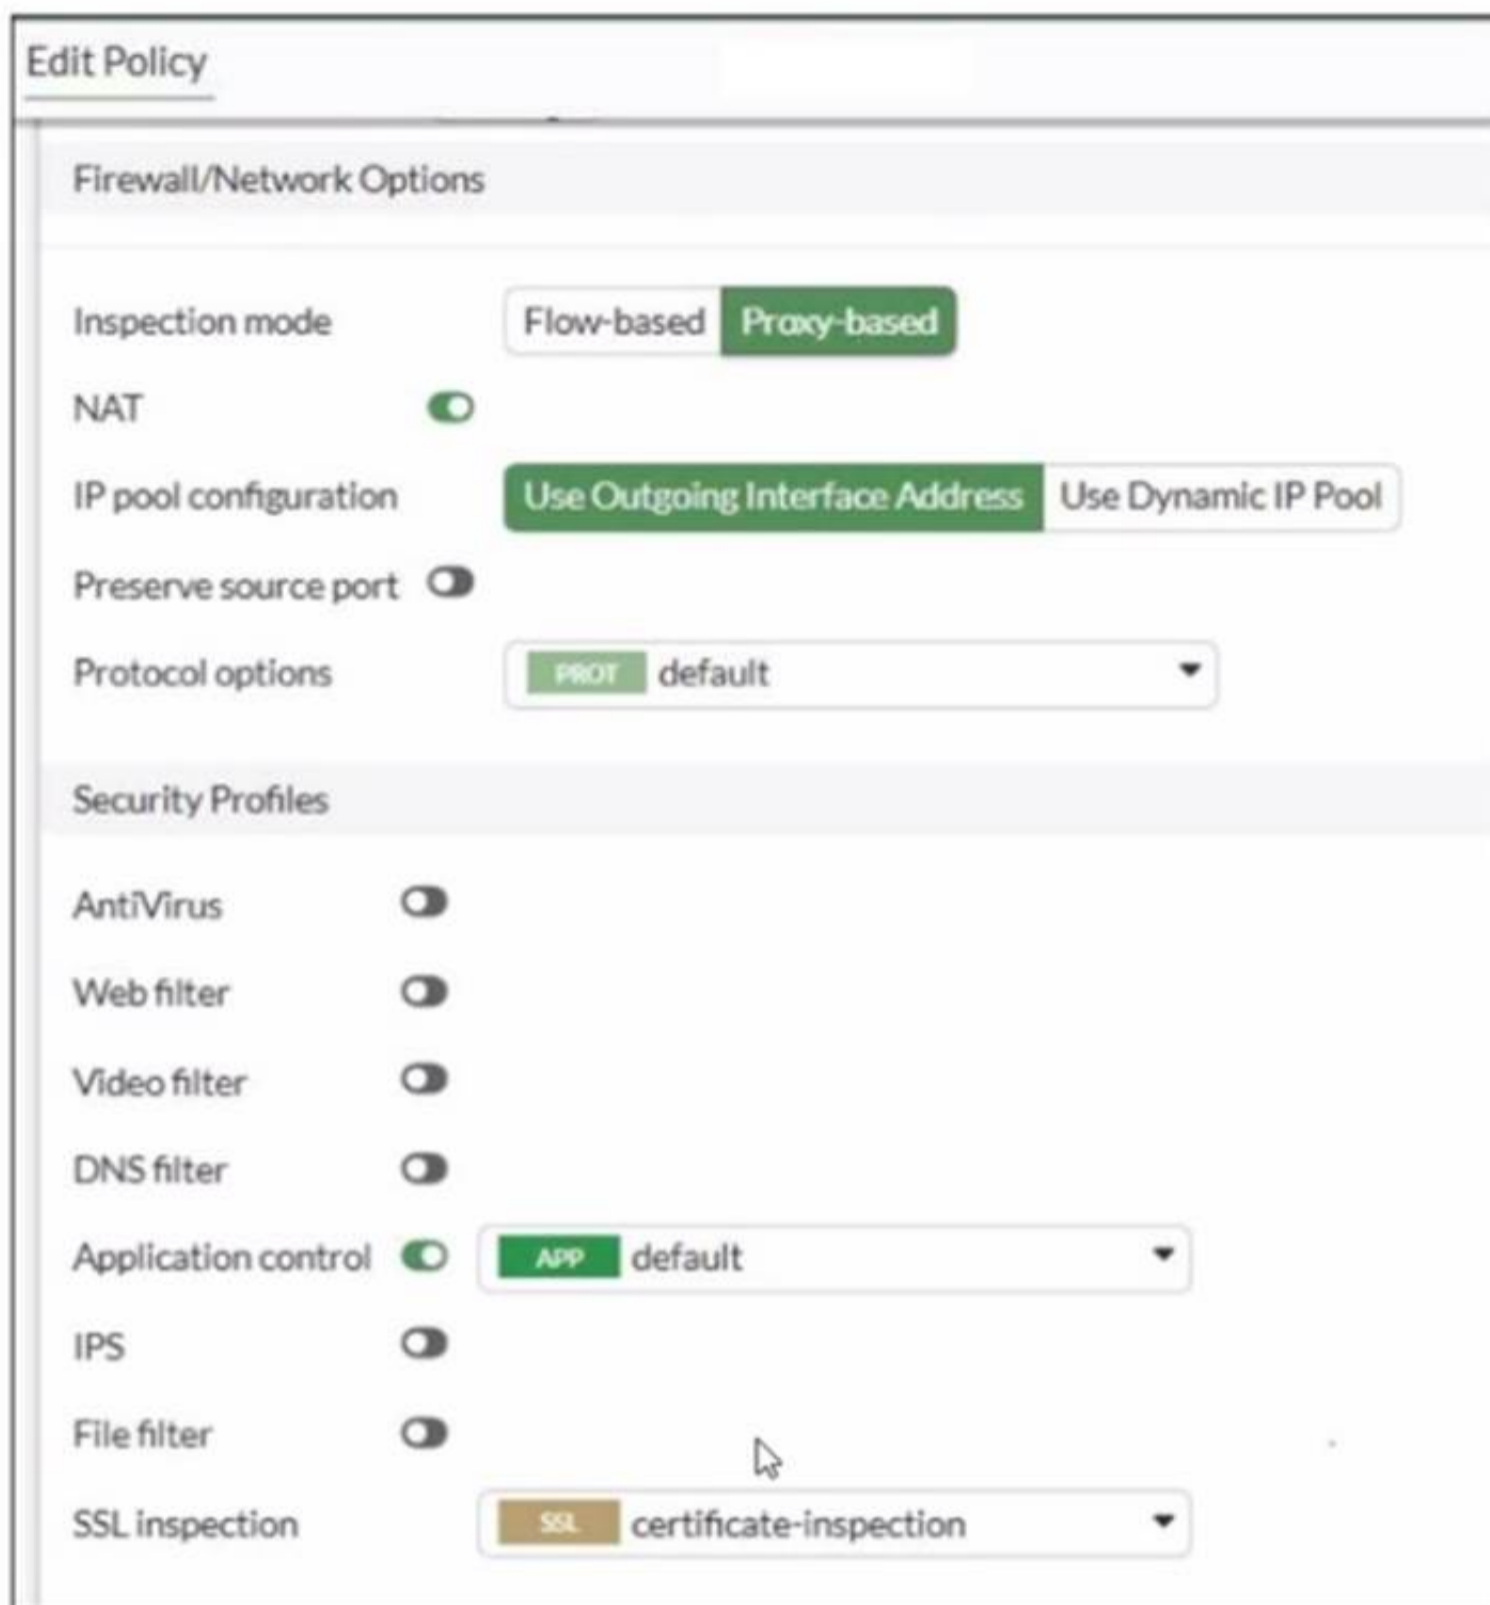 Edit Policy
Firewall/Network Options
Inspection mode Flow-based Proxy-based
NAT
IP pool configuration Use Outgoing Interface Address Use Dynamic IP Pool
Preserve source port
Protocol options PROT default
Security Profiles
AntiVirus
Web filter
Video filter
DNS filter
Application control APP default
IPS
File filter
SSL inspection SSL certificate-inspection